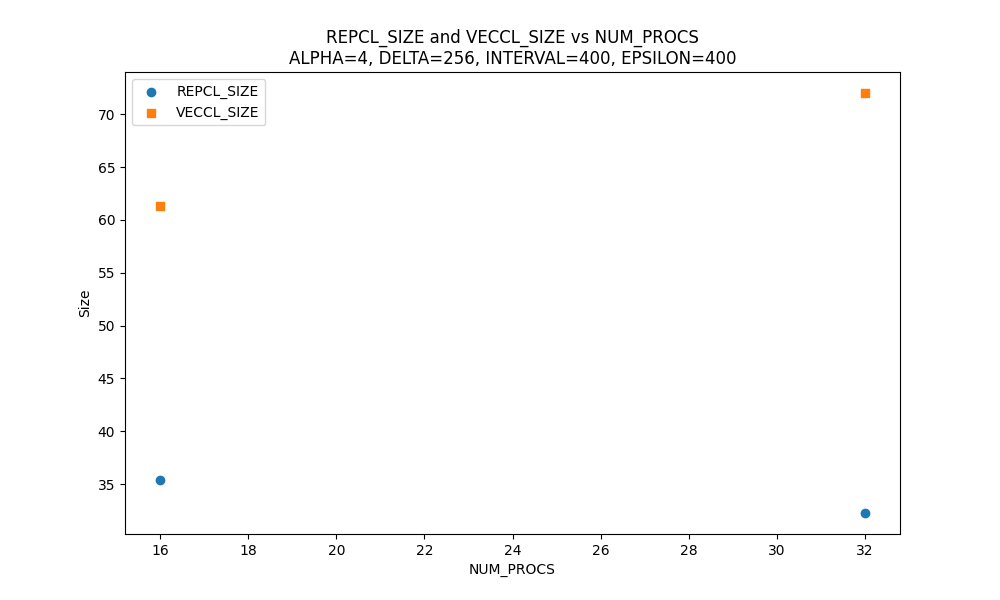 REPCL_SIZE and VECCL_SIZE vs NUM_PROCS
ALPHA=4, DELTA=256, INTERVAL=400, EPSILON=400
REPCL_SIZE
VECCL_SIZE
Size
70
65
60
55
50
45
40
35
16 18 20 22 24 26 28 30 32
NUM_PROCS